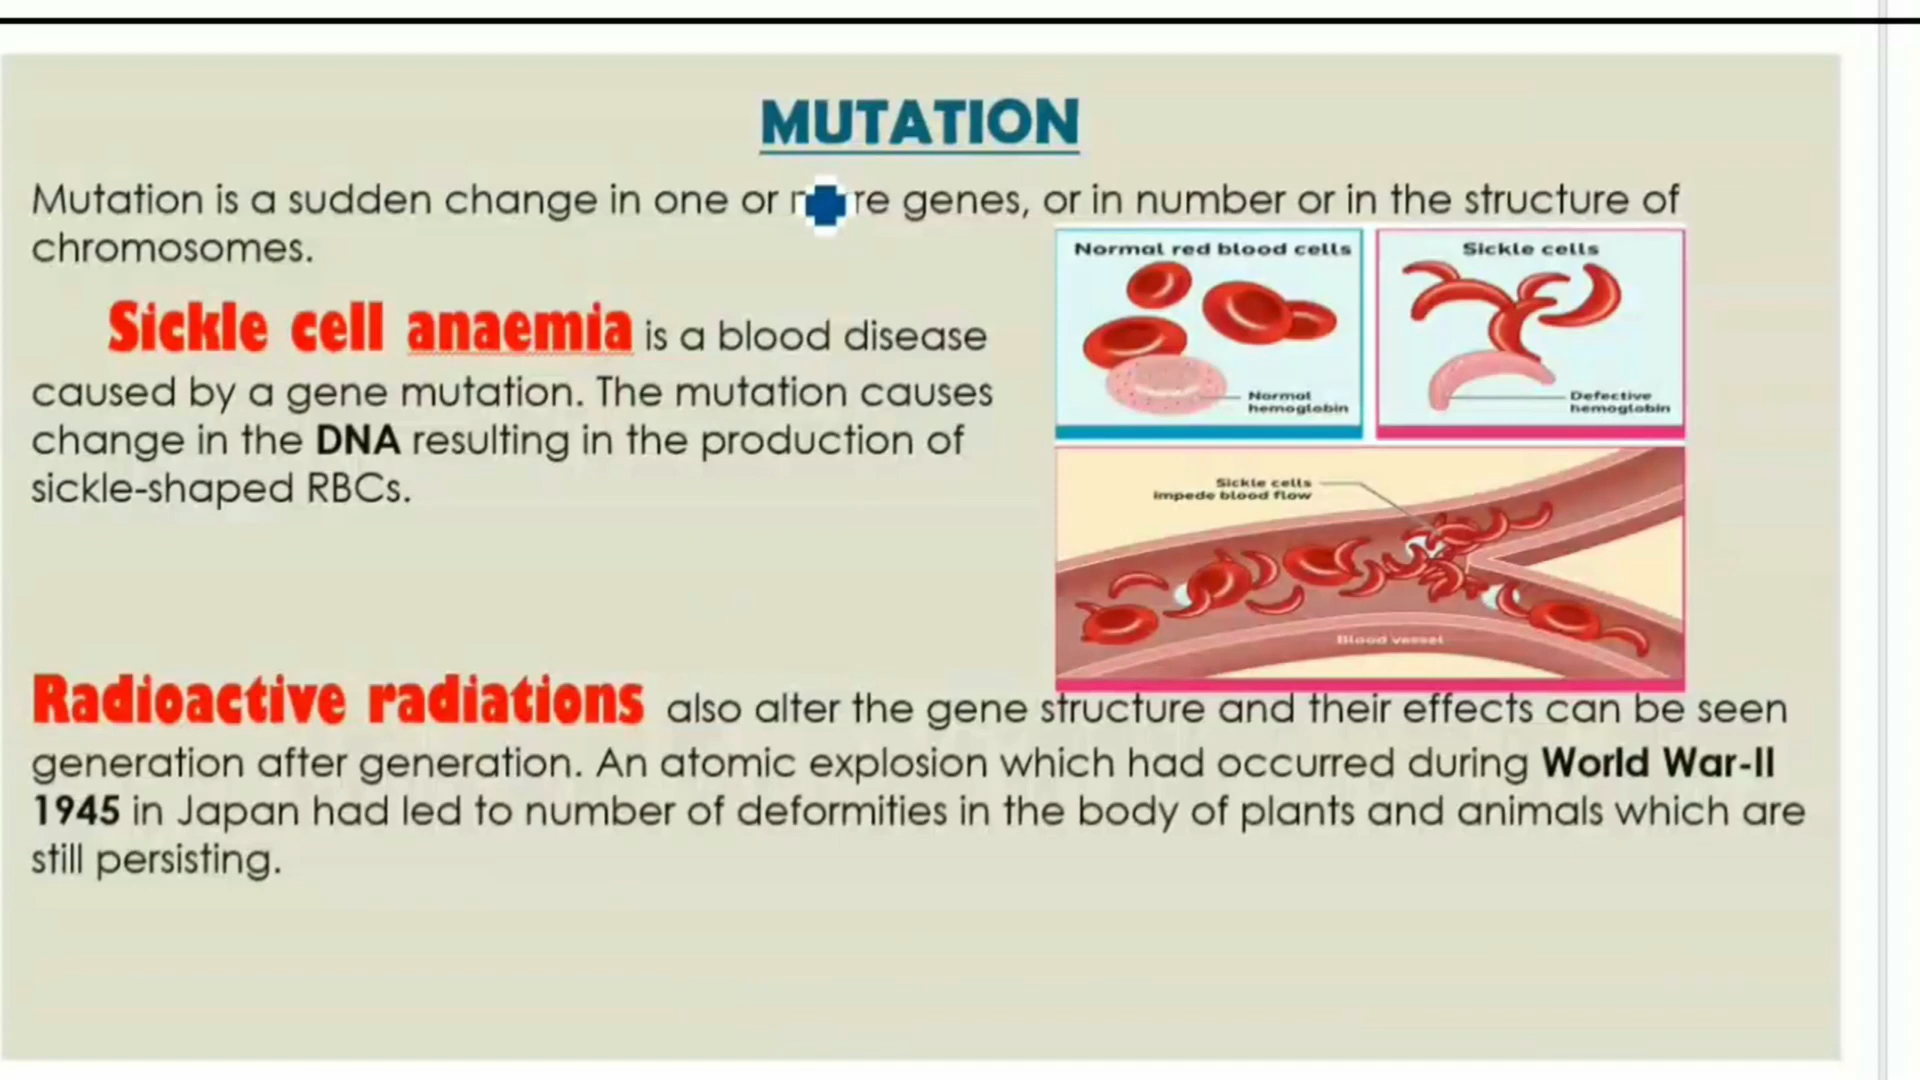 MUTATION
Mutation is a sudden change in one or more genes, or in number or in the structure of
chromosomes.
Sickle cell anaemia is a blood disease
caused by a gene mutation. The mutation causes
change in the DNA resulting in the production of
sickle-shaped RBCs.
Normal red blood cells
Normal
hemoglobin
Sickle cells
Defective
hemoglobin
Sickle cells
impede blood flow
Blood vessel
Radioactive radiations also alter the gene structure and their effects can be seen
generation after generation. An atomic explosion which had occurred during World War-II
1945 in Japan had led to number of deformities in the body of plants and animals which are
still persisting.